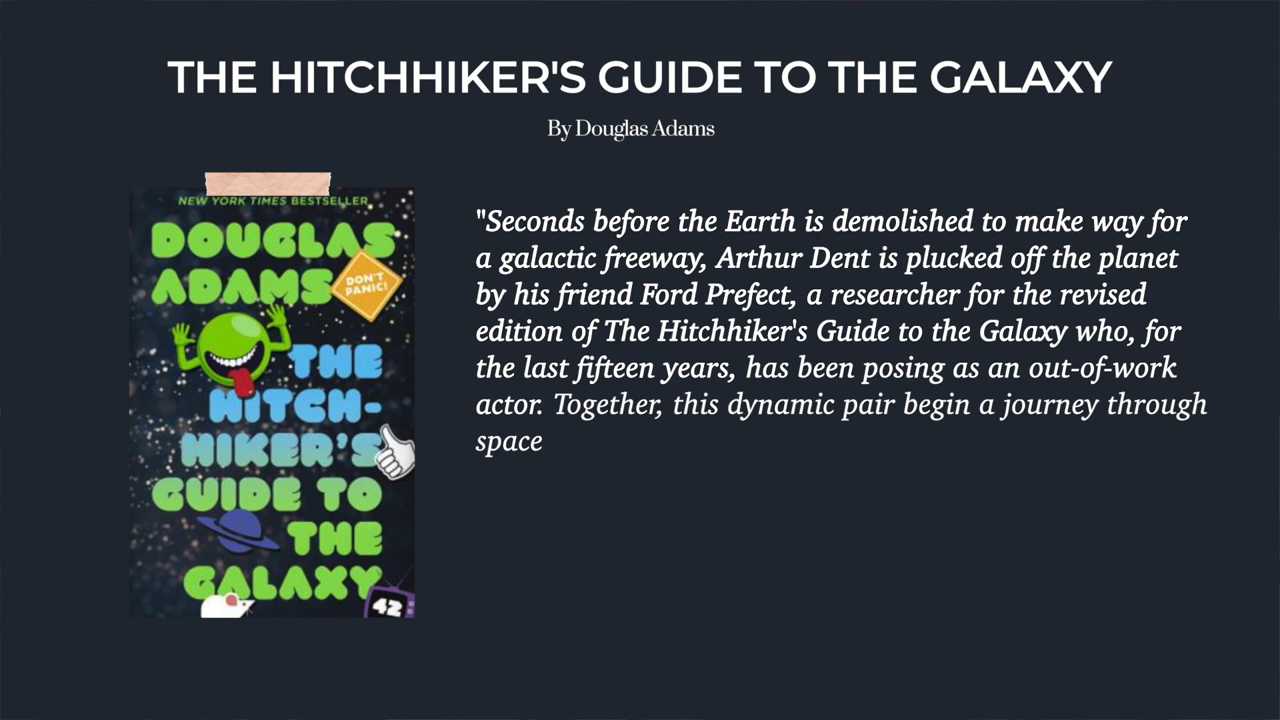 THE HITCHHIKER'S GUIDE TO THE GALAXY
By Douglas Adams
NEW YORK TIMES BESTSELLER
DOUGLAS
ADAMS
DON'T
PANIC!
THE
HITCH-
HIKER'S
GUIDE TO
THE
GALAXY
42
"Seconds before the Earth is demolished to make way for
a galactic freeway, Arthur Dent is plucked off the planet
by his friend Ford Prefect, a researcher for the revised
edition of The Hitchhiker's Guide to the Galaxy who, for
the last fifteen years, has been posing as an out-of-work
actor. Together, this dynamic pair begin a journey through
space